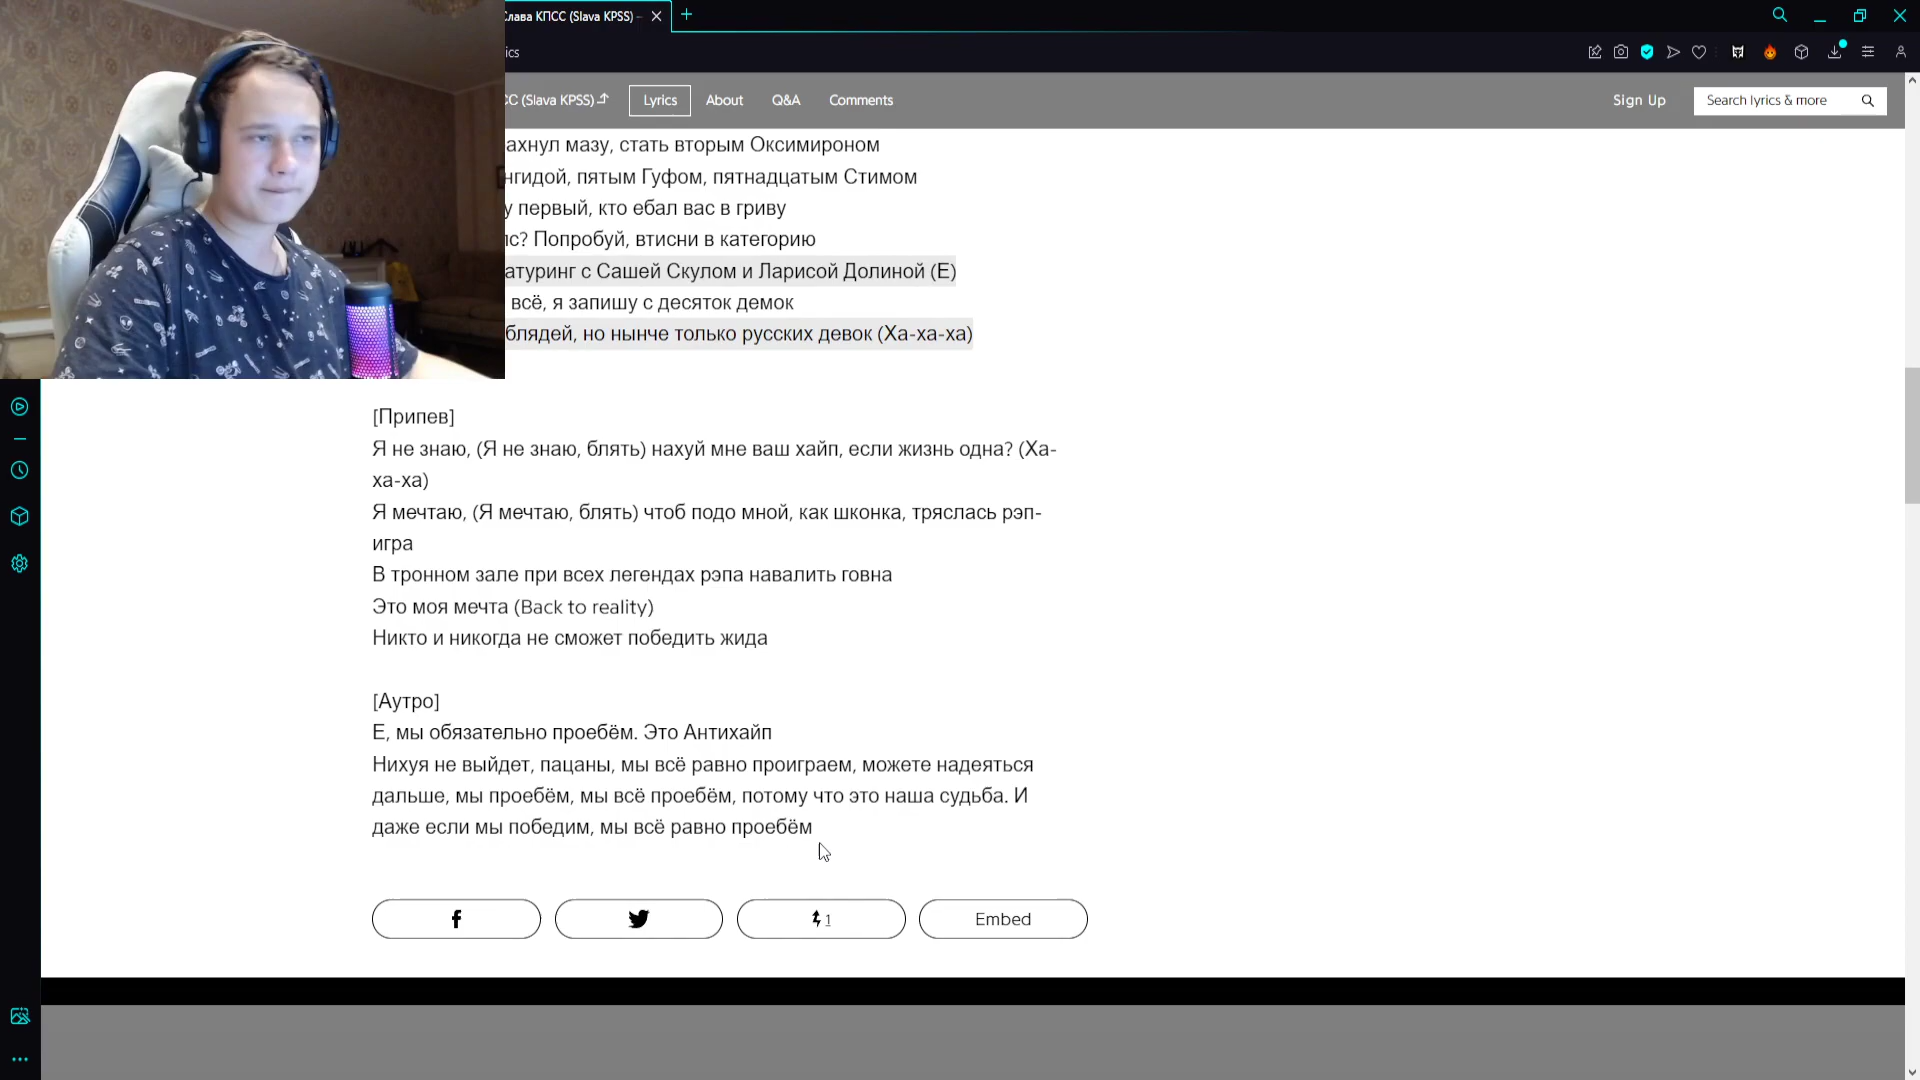 Слава КПСС (Slava KPSS) –
ics
СС (Slava KPSS)
Lyrics
About
Q&A
Comments
Sign Up
Search lyrics & more
ахнул мазу, стать вторым Оксимироном
нгидой, пятым Гуфом, пятнадцатым Стимом
у первый, кто ебал вас в гриву
пс? Попробуй, втисни в категорию
атуринг с Сашей Скулом и Ларисой Долиной (Е)
всё, я запишу с десяток демок
блядей, но нынче только русских девок (Ха-ха-ха)
[Припев]
Я не знаю, (Я не знаю, блять) нахуй мне ваш хайп, если жизнь одна? (Ха-
ха-ха)
Я мечтаю, (Я мечтаю, блять) чтоб подо мной, как шконка, тряслась рэп-
игра
В тронном зале при всех легендах рэпа навалить говна
Это моя мечта (Back to reality)
Никто и никогда не сможет победить жида
[Аутро]
Е, мы обязательно проебём. Это Антихайп
Нихуя не выйдет, пацаны, мы всё равно проиграем, можете надеяться
дальше, мы проебём, мы всё проебём, потому что это наша судьба. И
даже если мы победим, мы всё равно проебём
1
Embed